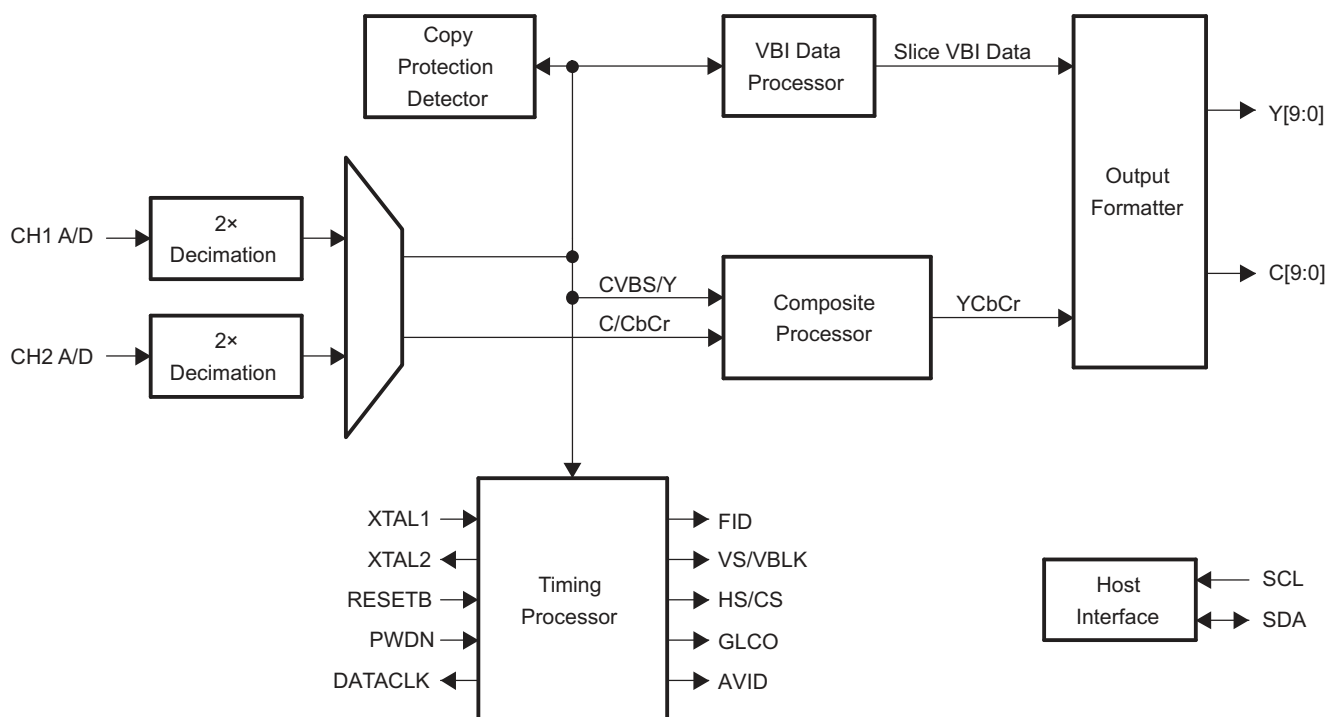 Copy
Protection
Detector
VBI Data
Processor
Slice VBI Data
Output
Formatter
Y[9:0]
C[9:0]
CH1 A/D
2×
Decimation
CH2 A/D
2×
Decimation
CVBS/Y
C/CbCr
Composite
Processor
YCbCr
XTAL1
XTAL2
RESETB
PWDN
DATACLK
Timing
Processor
FID
VS/VBLK
HS/CS
GLCO
AVID
Host
Interface
SCL
SDA